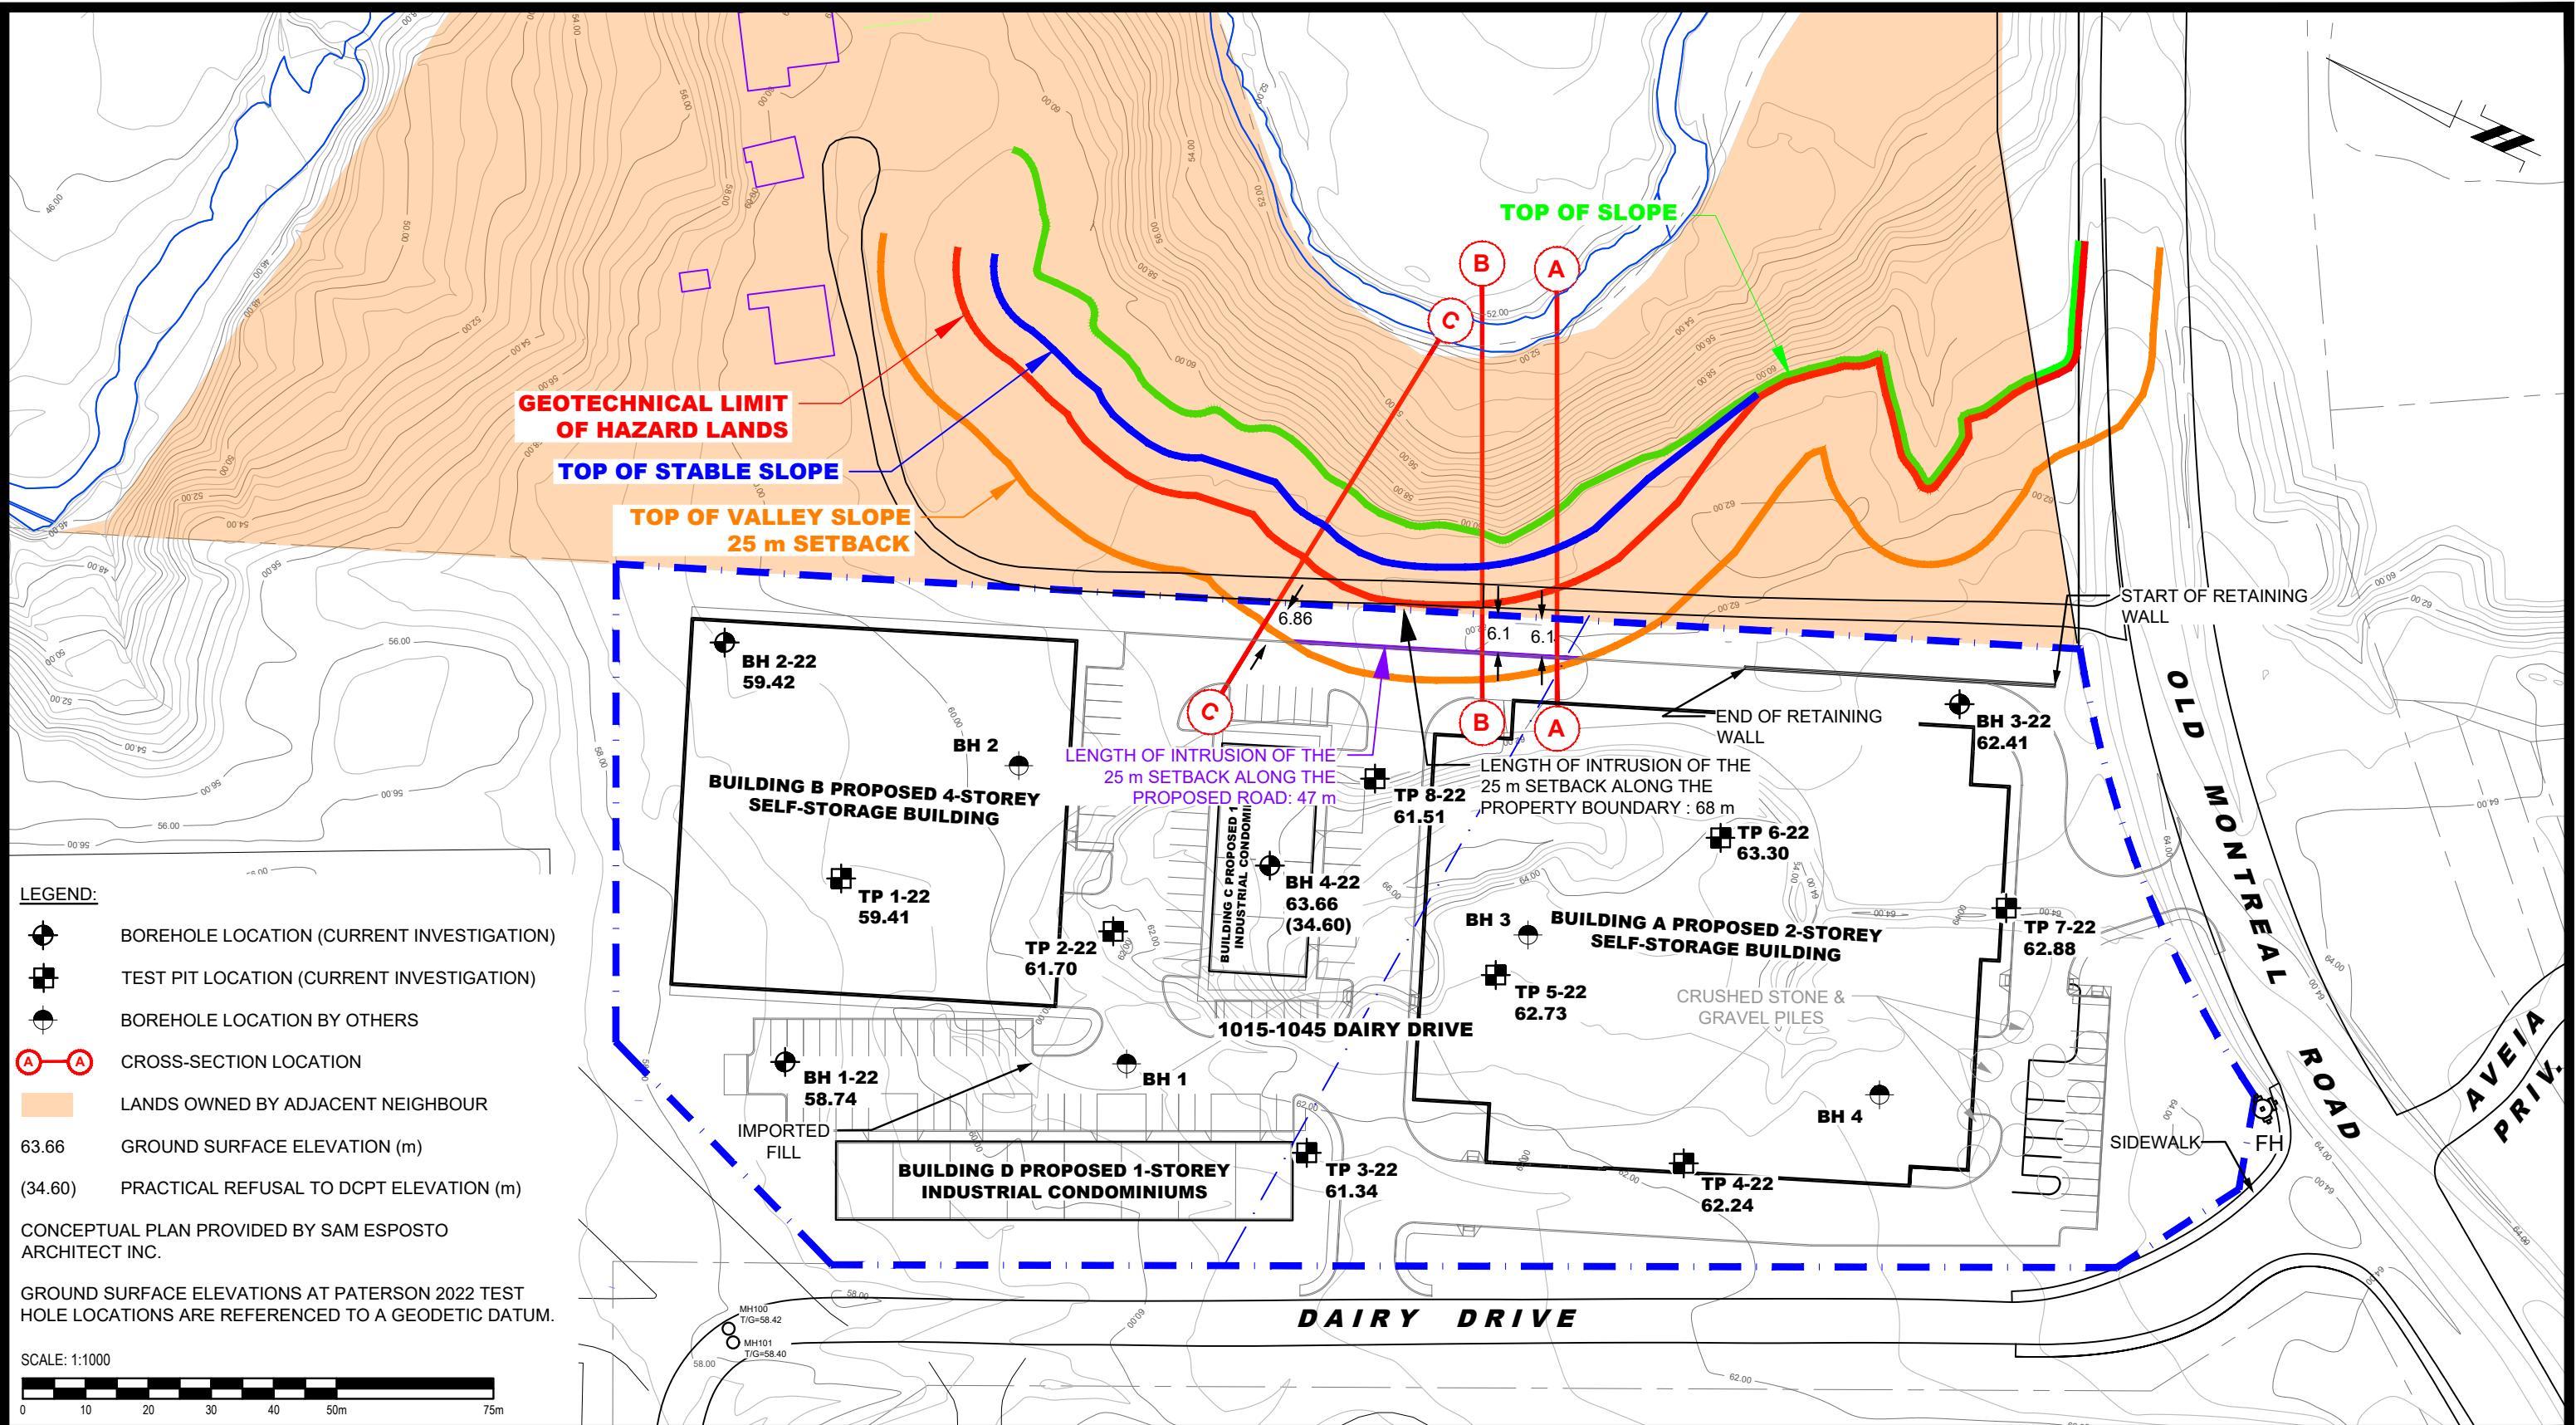 TOP OF SLOPE
B
A
C
GEOTECHNICAL LIMIT
OF HAZARD LANDS
TOP OF STABLE SLOPE
TOP OF VALLEY SLOPE
25 m SETBACK
6.86
6.1
6.1
START OF RETAINING
WALL
END OF RETAINING
WALL
C
B
A
LENGTH OF INTRUSION OF THE
25 m SETBACK ALONG THE
PROPOSED ROAD: 47 m
LENGTH OF INTRUSION OF THE
25 m SETBACK ALONG THE
PROPERTY BOUNDARY : 68 m
BH 2-22
59.42
BH 2
BUILDING B PROPOSED 4-STOREY
SELF-STORAGE BUILDING
TP 1-22
59.41
TP 2-22
61.70
BUILDING C PROPOSED 1
INDUSTRIAL CONDOMI
BH 4-22
63.66
(34.60)
TP 8-22
61.51
BH 3-22
62.41
TP 6-22
63.30
BH 3
BUILDING A PROPOSED 2-STOREY
SELF-STORAGE BUILDING
TP 7-22
62.88
TP 5-22
62.73
CRUSHED STONE &
GRAVEL PILES
1015-1045 DAIRY DRIVE
BH 1-22
58.74
BH 1
BH 4
IMPORTED
FILL
BUILDING D PROPOSED 1-STOREY
INDUSTRIAL CONDOMINIUMS
TP 3-22
61.34
TP 4-22
62.24
SIDEWALK
FH
OLD MONTREAL ROAD
AVEIA
PRIV.
DAIRY DRIVE
MH100
T/G=58.42
MH101
T/G=58.40
LEGEND:
BOREHOLE LOCATION (CURRENT INVESTIGATION)
TEST PIT LOCATION (CURRENT INVESTIGATION)
BOREHOLE LOCATION BY OTHERS
A A CROSS-SECTION LOCATION
LANDS OWNED BY ADJACENT NEIGHBOUR
63.66 GROUND SURFACE ELEVATION (m)
(34.60) PRACTICAL REFUSAL TO DCPT ELEVATION (m)
CONCEPTUAL PLAN PROVIDED BY SAM ESPOSTO
ARCHITECT INC.
GROUND SURFACE ELEVATIONS AT PATERSON 2022 TEST
HOLE LOCATIONS ARE REFERENCED TO A GEODETIC DATUM.
SCALE: 1:1000
0 10 20 30 40 50m 75m